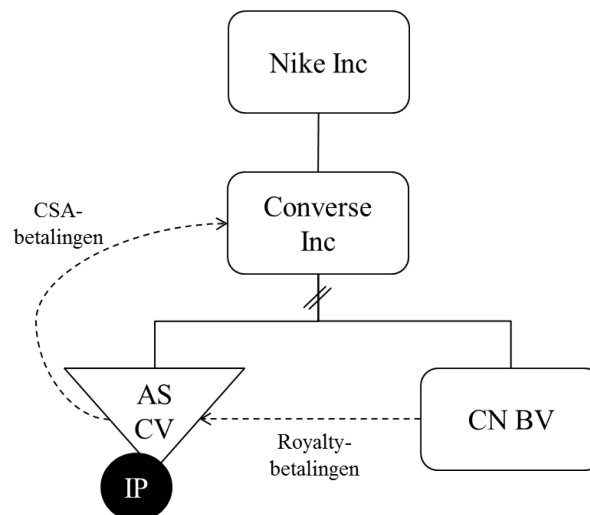 Nike Inc
CSA-
betalingen
Converse
Inc
AS
CV
CN BV
Royalty-
betalingen
IP